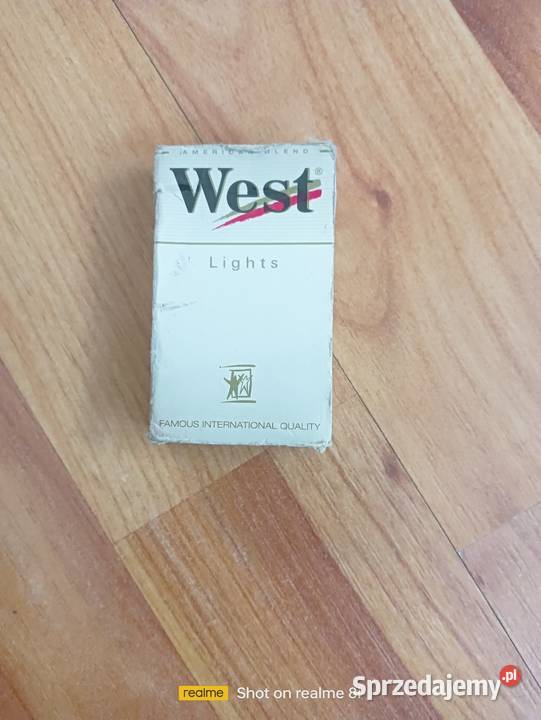 AMERICAN BLEND
West®
Lights
FAMOUS INTERNATIONAL QUALITY
realme Shot on realme 8i
Sprzedajemy.pl